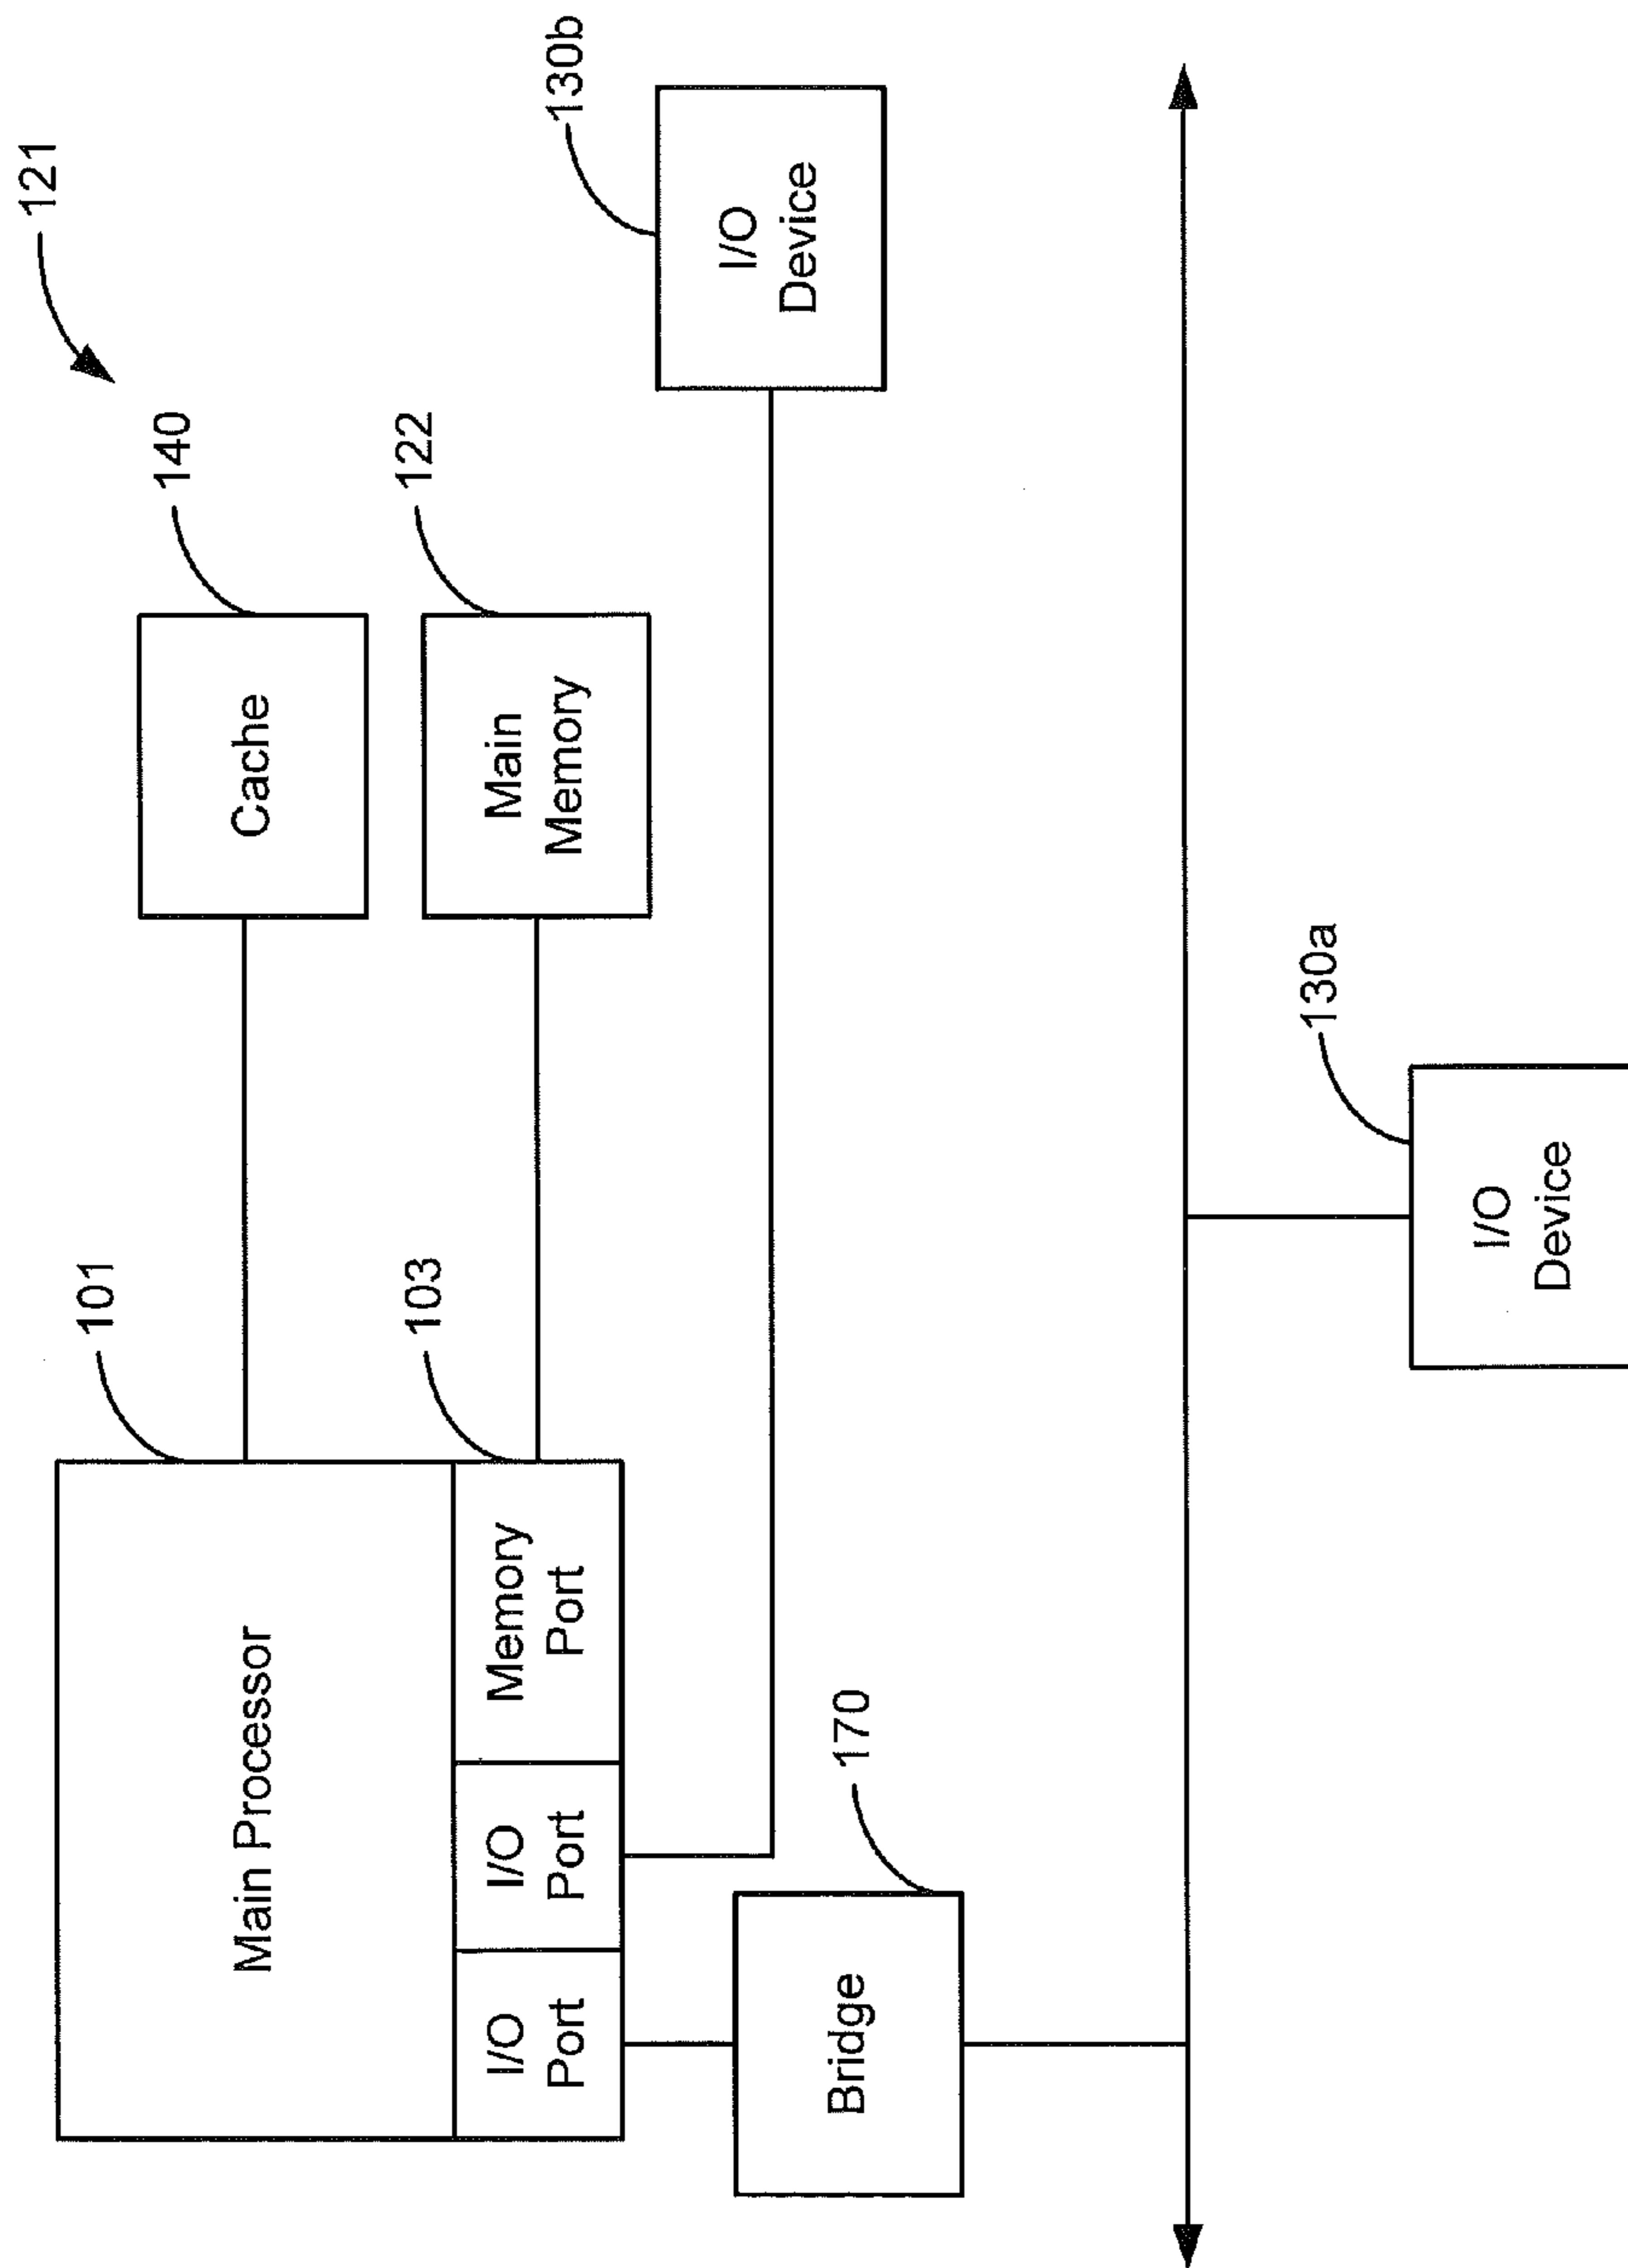 121
101
Main Processor
140
Cache
I/O
Port
I/O
Port
Memory
Port
103
122
Main
Memory
170
Bridge
130b
I/O
Device
130a
I/O
Device